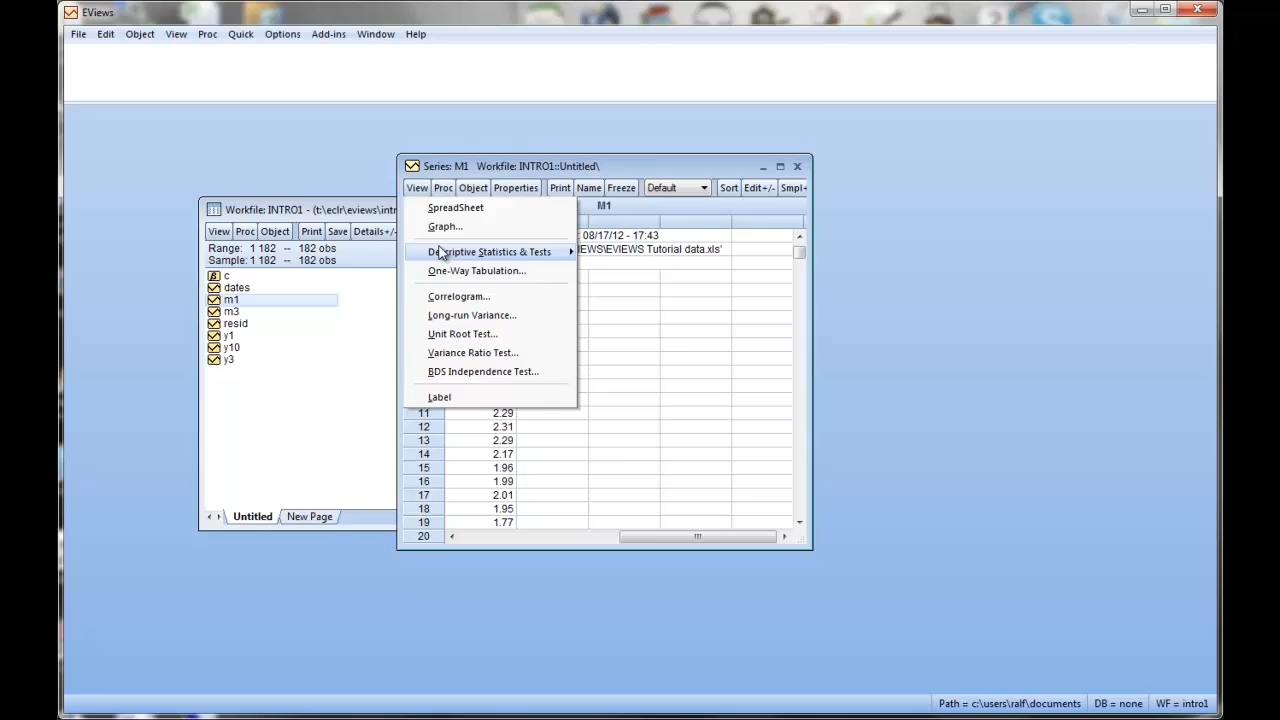 EViews
File Edit Object View Proc Quick Options Add-ins Window Help
Series: M1 Workfile: INTRO1::Untitled\
View Proc Object Properties Print Name Freeze Default Sort Edit+/- Smpl+
M1
SpreadSheet
Graph...
Descriptive Statistics & Tests
One-Way Tabulation...
Correlogram...
Long-run Variance...
Unit Root Test...
Variance Ratio Test...
BDS Independence Test...
Label
: 08/17/12 - 17:43
IEWS\EVIEWS Tutorial data.xls'
11 2.29
12 2.31
13 2.29
14 2.17
15 1.96
16 1.99
17 2.01
18 1.95
19 1.77
20
Workfile: INTRO1 - (t:\eclr\eviews\intr
View Proc Object Print Save Details+/-
Range: 1 182 -- 182 obs
Sample: 1 182 -- 182 obs
c
dates
m1
m3
resid
y1
y10
y3
Untitled New Page
Path = c:\users\ralf\documents DB = none WF = intro1